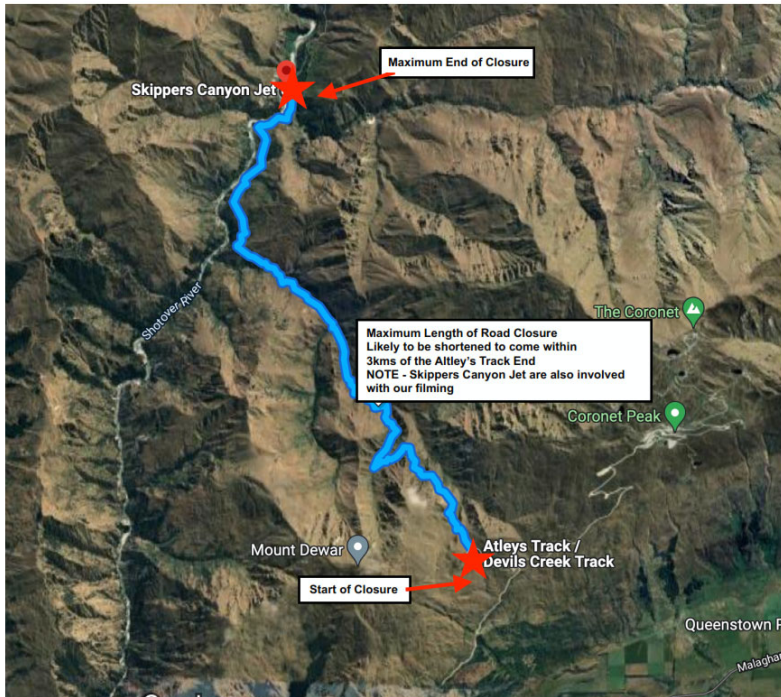 Maximum End of Closure
Skippers Canyon Jet
Shotover River
The Coronet
Maximum Length of Road Closure
Likely to be shortened to come within
3kms of the Altley's Track End
NOTE - Skippers Canyon Jet are also involved
with our filming
Coronet Peak
Mount Dewar
Atleys Track /
Devils Creek Track
Start of Closure
Queenstown